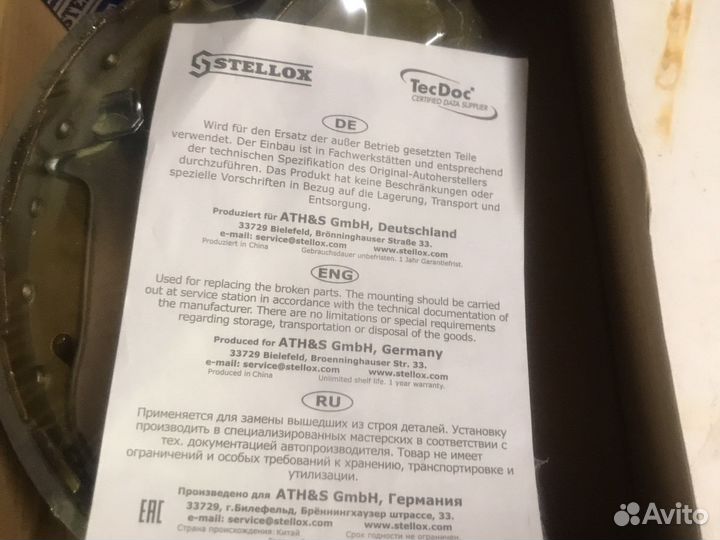 STELLOX
TecDoc
CERTIFIED DATA SUPPLIER
DE
Wird für den Ersatz der außer Betrieb gesetzten Teile
verwendet. Der Einbau ist in Fachwerkstätten und entsprechend
der technischen Spezifikation des Original-Autoherstellers
durchzuführen. Das Produkt hat keine Beschränkungen oder
spezielle Vorschriften in Bezug auf die Lagerung, Transport und
Entsorgung.
Produziert für ATH&S GmbH, Deutschland
33729 Bielefeld, Brönninghauser Straße 33.
e-mail: service@stellox.com www.stellox.com
Produziert in China Gebrauchsdauer unbefristen. 1 Jahr Garantiefrist.
ENG
Used for replacing the broken parts. The mounting should be carried
out at service station in accordance with the technical documentation of
the manufacturer. There are no limitations or special requirements
regarding storage, transportation or disposal of the goods.
Produced for ATH&S GmbH, Germany
33729 Bielefeld, Broenninghauser Str. 33.
e-mail: service@stellox.com www.stellox.com
Produced in China Unlimited shelf life. 1 year warranty.
RU
Применяется для замены вышедших из строя деталей. Установку
производить в специализированных мастерских в соответствии с
тех. документацией автопроизводителя. Товар не имеет
ограничений и особых требований к хранению, транспортировке и
утилизации.
Произведено для ATH&S GmbH, Германия
33729, г.Билефельд, Брённингхаузер штрассе, 33.
e-mail: service@stellox.com www.stellox.com
Страна происхождения: Китай Срок годности не ограничен
EAC
Avito